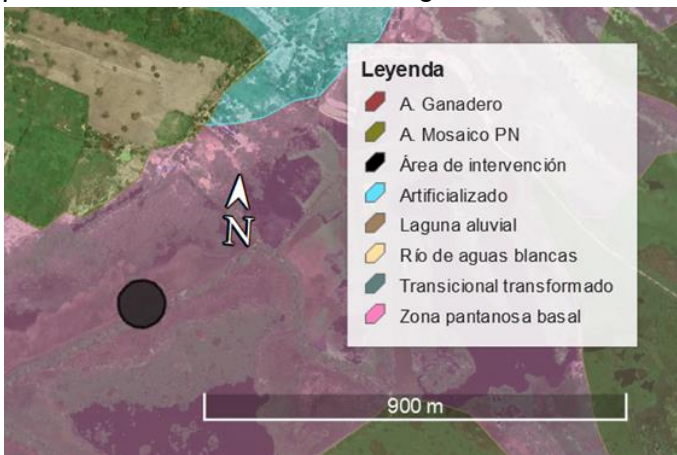 Leyenda
A. Ganadero
A. Mosaico PN
Área de intervención
Artificializado
Laguna aluvial
Río de aguas blancas
Transicional transformado
Zona pantanosa basal
N
900 m